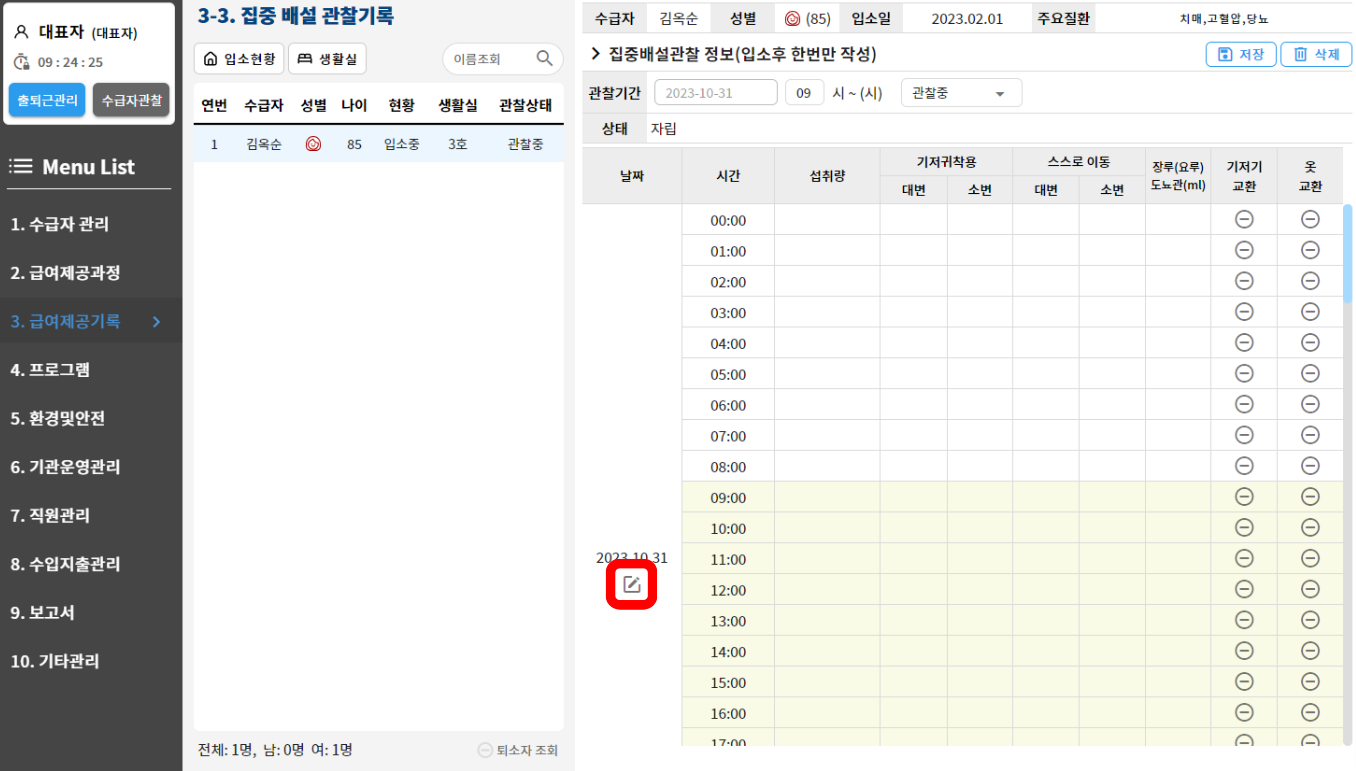 대표자 (대표자)
09 : 24 : 25
출퇴근관리 수급자관찰
Menu List
1. 수급자 관리
2. 급여제공과정
3. 급여제공기록
4. 프로그램
5. 환경및안전
6. 기관운영관리
7. 직원관리
8. 수입지출관리
9. 보고서
10. 기타관리
3-3. 집중 배설 관찰기록
입소현황 생활실 이름조회
연번 수급자 성별 나이 현황 생활실 관찰상태
1 김옥순 85 입소중 3호 관찰중
전체: 1명, 남: 0명 여: 1명 퇴소자 조회
수급자 김옥순 성별 (85) 입소일 2023.02.01 주요질환 치매,고혈압,당뇨
집중배설관찰 정보(입소후 한번만 작성) 저장 삭제
관찰기간 2023-10-31 09 시 ~ (시) 관찰중
상태 자립
날짜 시간 섭취량 기저귀착용 스스로 이동 장루(요루) 도뇨관(ml) 기저기 교환 옷 교환
대변 소변 대변 소변
00:00
01:00
02:00
03:00
04:00
05:00
06:00
07:00
08:00
09:00
10:00
2023.10.31 11:00
12:00
13:00
14:00
15:00
16:00
17:00